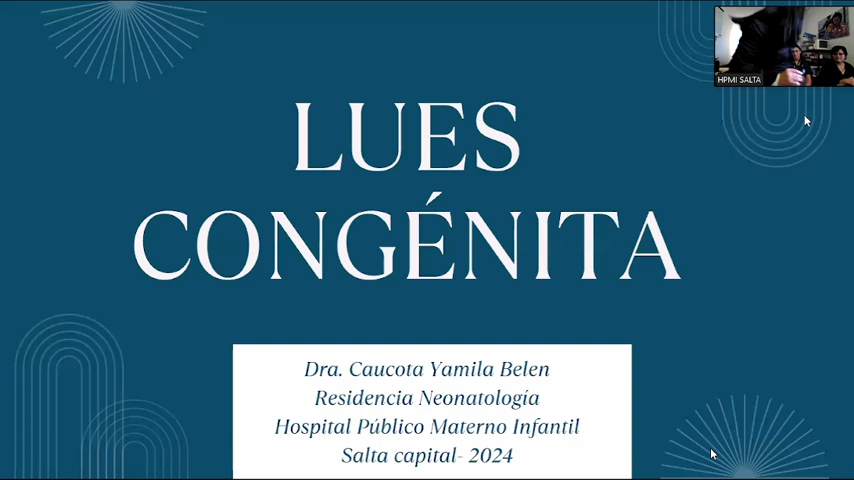 HPMI SALTA
LUES
CONGÉNITA
Dra. Caucota Yamila Belen
Residencia Neonatología
Hospital Público Materno Infantil
Salta capital- 2024